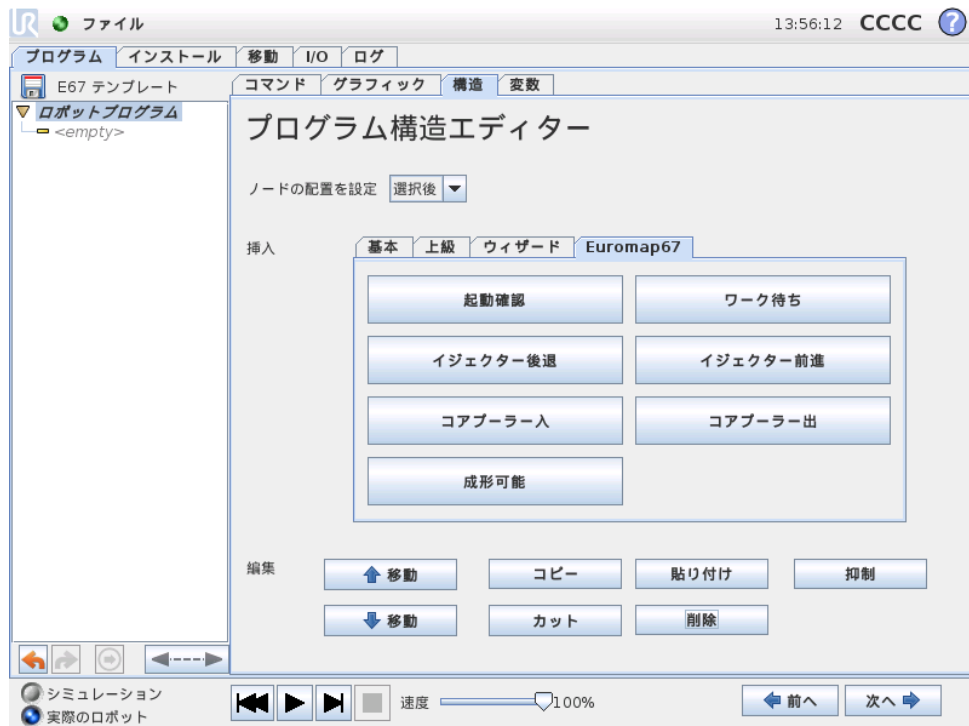 UR ファイル 13:56:12 CCCC ?
プログラム インストール 移動 I/O ログ
E67 テンプレート コマンド グラフィック 構造 変数
ロボットプログラム
<empty>
プログラム構造エディター
ノードの配置を設定 選択後
挿入 基本 上級 ウィザード Euromap67
起動確認 ワーク待ち
イジェクター後退 イジェクター前進
コアプーラー入 コアプーラー出
成形可能
編集 移動 コピー 貼り付け 抑制
移動 カット 削除
シミュレーション
実際のロボット
速度 100% 前へ 次へ